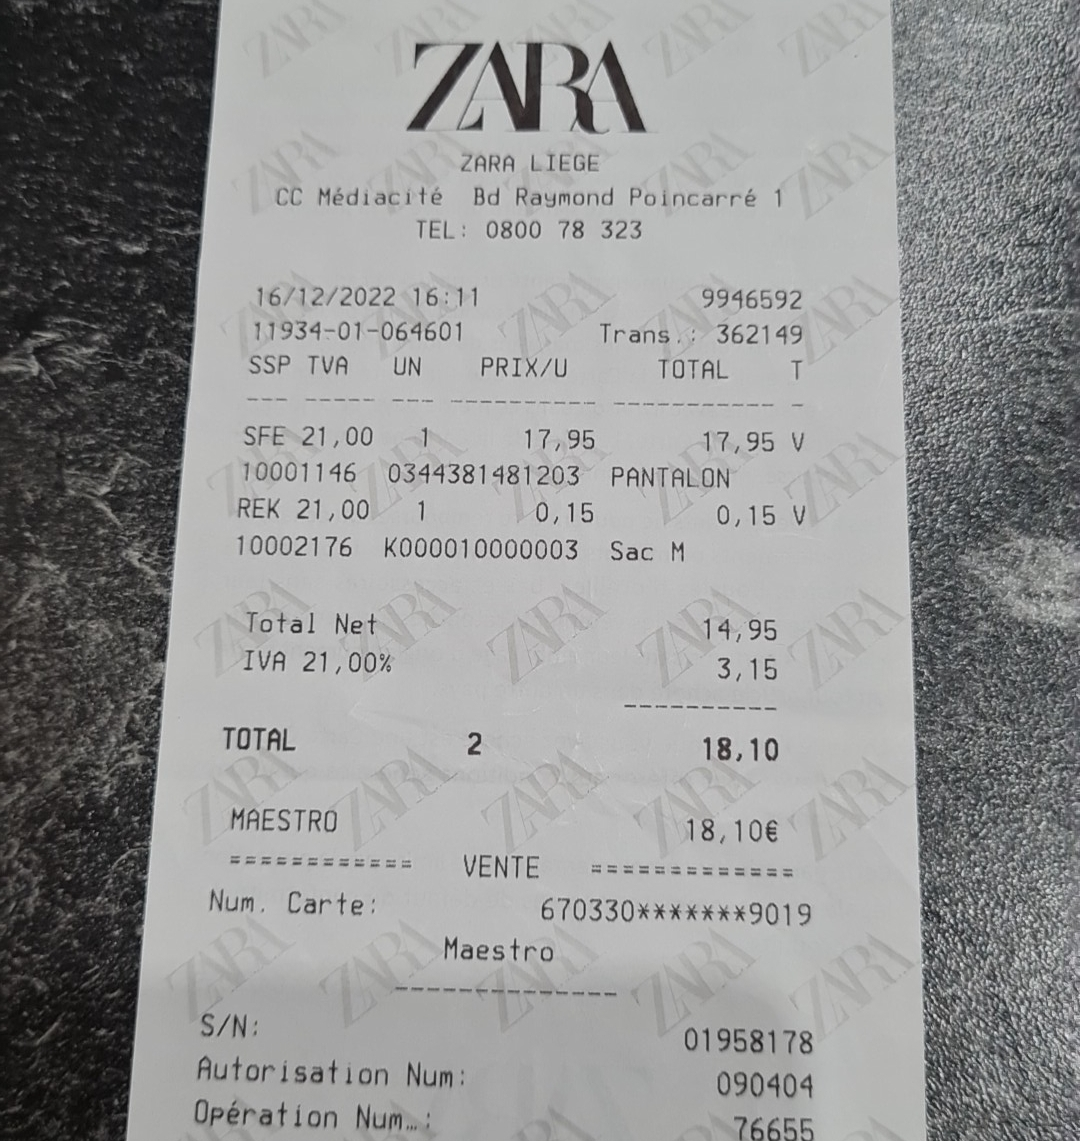 ZARA
ZARA LIEGE
CC Médiacité Bd Raymond Poincarré 1
TEL: 0800 78 323
16/12/2022 16:11 9946592
11934-01-064601 Trans.: 362149
SSP TVA UN PRIX/U TOTAL T
--- ----- --- ---------- ----------- -
SFE 21,00 1 17,95 17,95 V
10001146 0344381481203 PANTALON
REK 21,00 1 0,15 0,15 V
10002176 K000010000003 Sac M
Total Net 14,95
IVA 21,00% 3,15
----------
TOTAL 2 18,10
MAESTRO 18,10€
============ VENTE =============
Num. Carte: 670330*******9019
Maestro
--------------
S/N: 01958178
Autorisation Num: 090404
Opération Num…: 76655